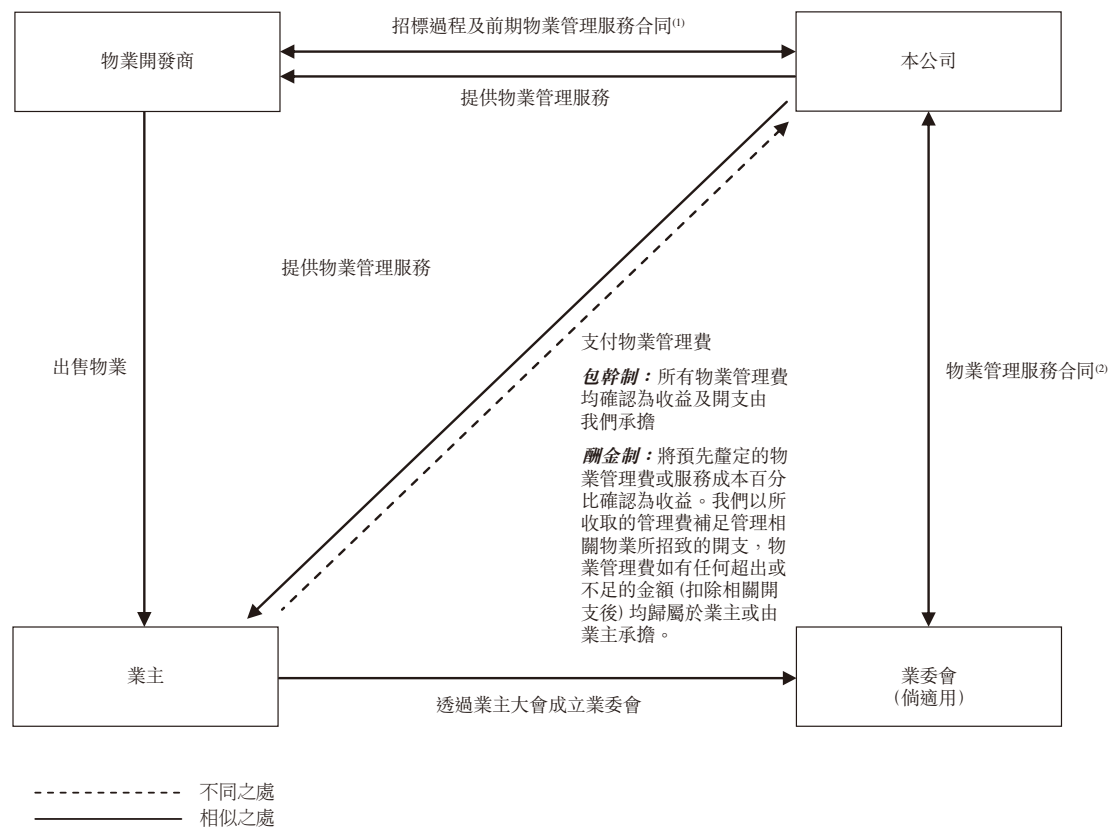 招標過程及前期物業管理服務合同(1)
物業開發商
本公司
提供物業管理服務
提供物業管理服務
支付物業管理費
出售物業
物業管理服務合同(2)
包幹制：所有物業管理費
均確認為收益及開支由
我們承擔
酬金制：將預先釐定的物
業管理費或服務成本百分
比確認為收益。我們以所
收取的管理費補足管理相
關物業所招致的開支，物
業管理費如有任何超出或
不足的金額 (扣除相關開
支後) 均歸屬於業主或由
業主承擔。
業主
業委會
(倘適用)
透過業主大會成立業委會
不同之處
相似之處